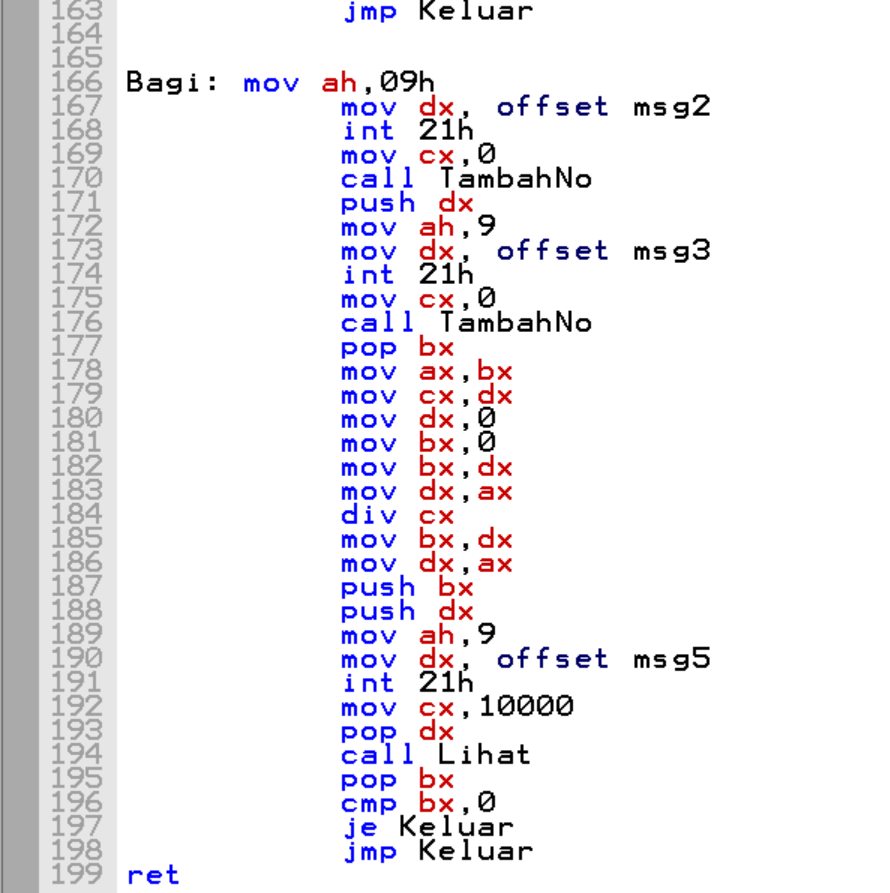 163 jmp Keluar
164
165
166 Bagi: mov ah,09h
167 mov dx, offset msg2
168 int 21h
169 mov cx,0
170 call TambahNo
171 push dx
172 mov ah,9
173 mov dx, offset msg3
174 int 21h
175 mov cx,0
176 call TambahNo
177 pop bx
178 mov ax,bx
179 mov cx,dx
180 mov dx,0
181 mov bx,0
182 mov bx,dx
183 mov dx,ax
184 div cx
185 mov bx,dx
186 mov dx,ax
187 push bx
188 push dx
189 mov ah,9
190 mov dx, offset msg5
191 int 21h
192 mov cx,10000
193 pop dx
194 call Lihat
195 pop bx
196 cmp bx,0
197 je Keluar
198 jmp Keluar
199 ret